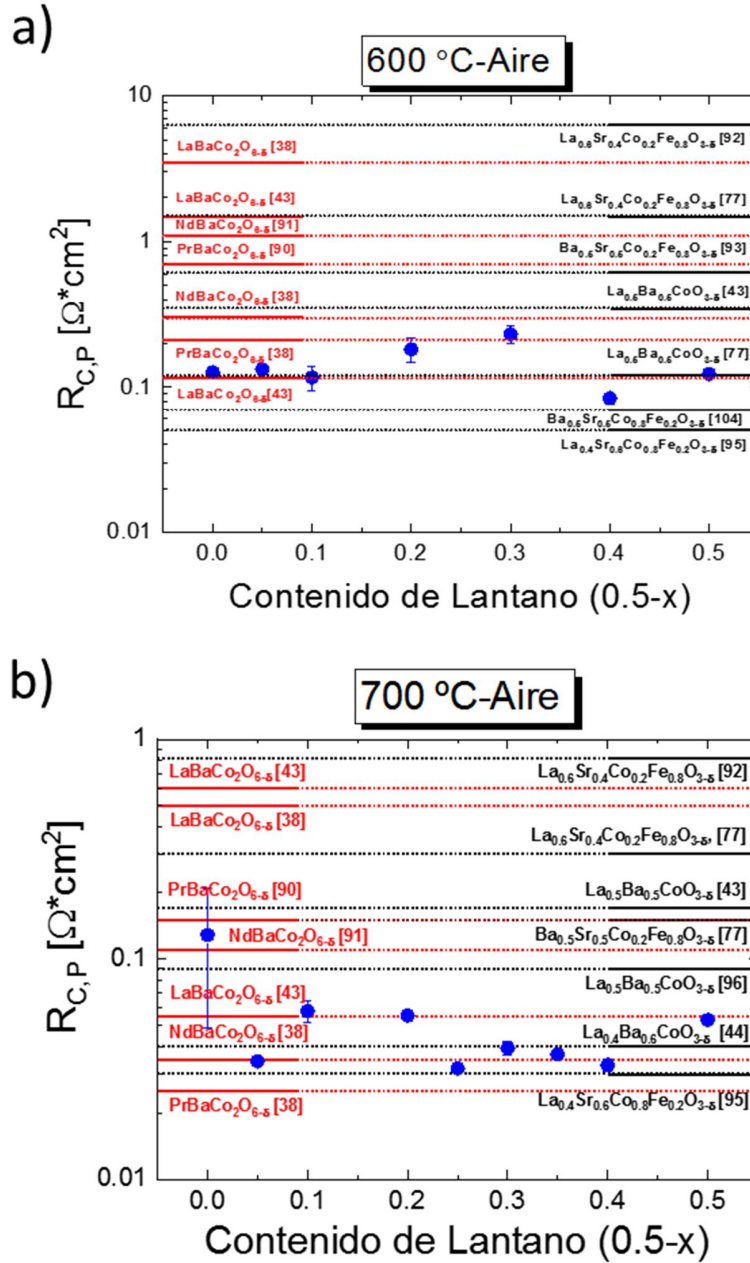 a)
600 °C-Aire
10
1
0.1
0.01
R_C,P [Ω*cm²]
LaBaCo₂O₆₋δ [38]
LaBaCo₂O₆₋δ [43]
NdBaCo₂O₆₋δ [91]
PrBaCo₂O₆₋δ [90]
NdBaCo₂O₆₋δ [38]
PrBaCo₂O₆₋δ [38]
LaBaCo₂O₆₋δ [43]
La₀.₆Sr₀.₄Co₀.₂Fe₀.₈O₃₋δ [92]
La₀.₆Sr₀.₄Co₀.₂Fe₀.₈O₃₋δ [77]
Ba₀.₅Sr₀.₅Co₀.₂Fe₀.₈O₃₋δ [93]
La₀.₅Ba₀.₅CoO₃₋δ [43]
La₀.₅Ba₀.₅CoO₃₋δ [77]
Ba₀.₅Sr₀.₅Co₀.₈Fe₀.₂O₃₋δ [104]
La₀.₄Sr₀.₆Co₀.₈Fe₀.₂O₃₋δ [95]
0.0 0.1 0.2 0.3 0.4 0.5
Contenido de Lantano (0.5-x)
b)
700 ºC-Aire
1
0.1
0.01
R_C,P [Ω*cm²]
LaBaCo₂O₆₋δ [43]
LaBaCo₂O₆₋δ [38]
PrBaCo₂O₆₋δ [90]
NdBaCo₂O₆₋δ [91]
LaBaCo₂O₆₋δ [43]
NdBaCo₂O₆₋δ [38]
PrBaCo₂O₆₋δ [38]
La₀.₆Sr₀.₄Co₀.₂Fe₀.₈O₃₋δ [92]
La₀.₆Sr₀.₄Co₀.₂Fe₀.₈O₃₋δ, [77]
La₀.₅Ba₀.₅CoO₃₋δ [43]
Ba₀.₅Sr₀.₅Co₀.₂Fe₀.₈O₃₋δ [77]
La₀.₅Ba₀.₅CoO₃₋δ [96]
La₀.₄Ba₀.₆CoO₃₋δ [44]
La₀.₄Sr₀.₆Co₀.₈Fe₀.₂O₃₋δ [95]
0.0 0.1 0.2 0.3 0.4 0.5
Contenido de Lantano (0.5-x)